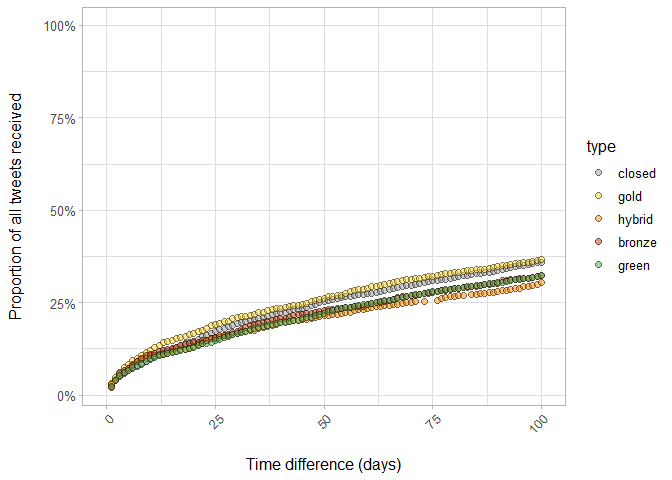 100%
75%
50%
25%
0%
Proportion of all tweets received
0
25
50
75
100
Time difference (days)
type
closed
gold
hybrid
bronze
green